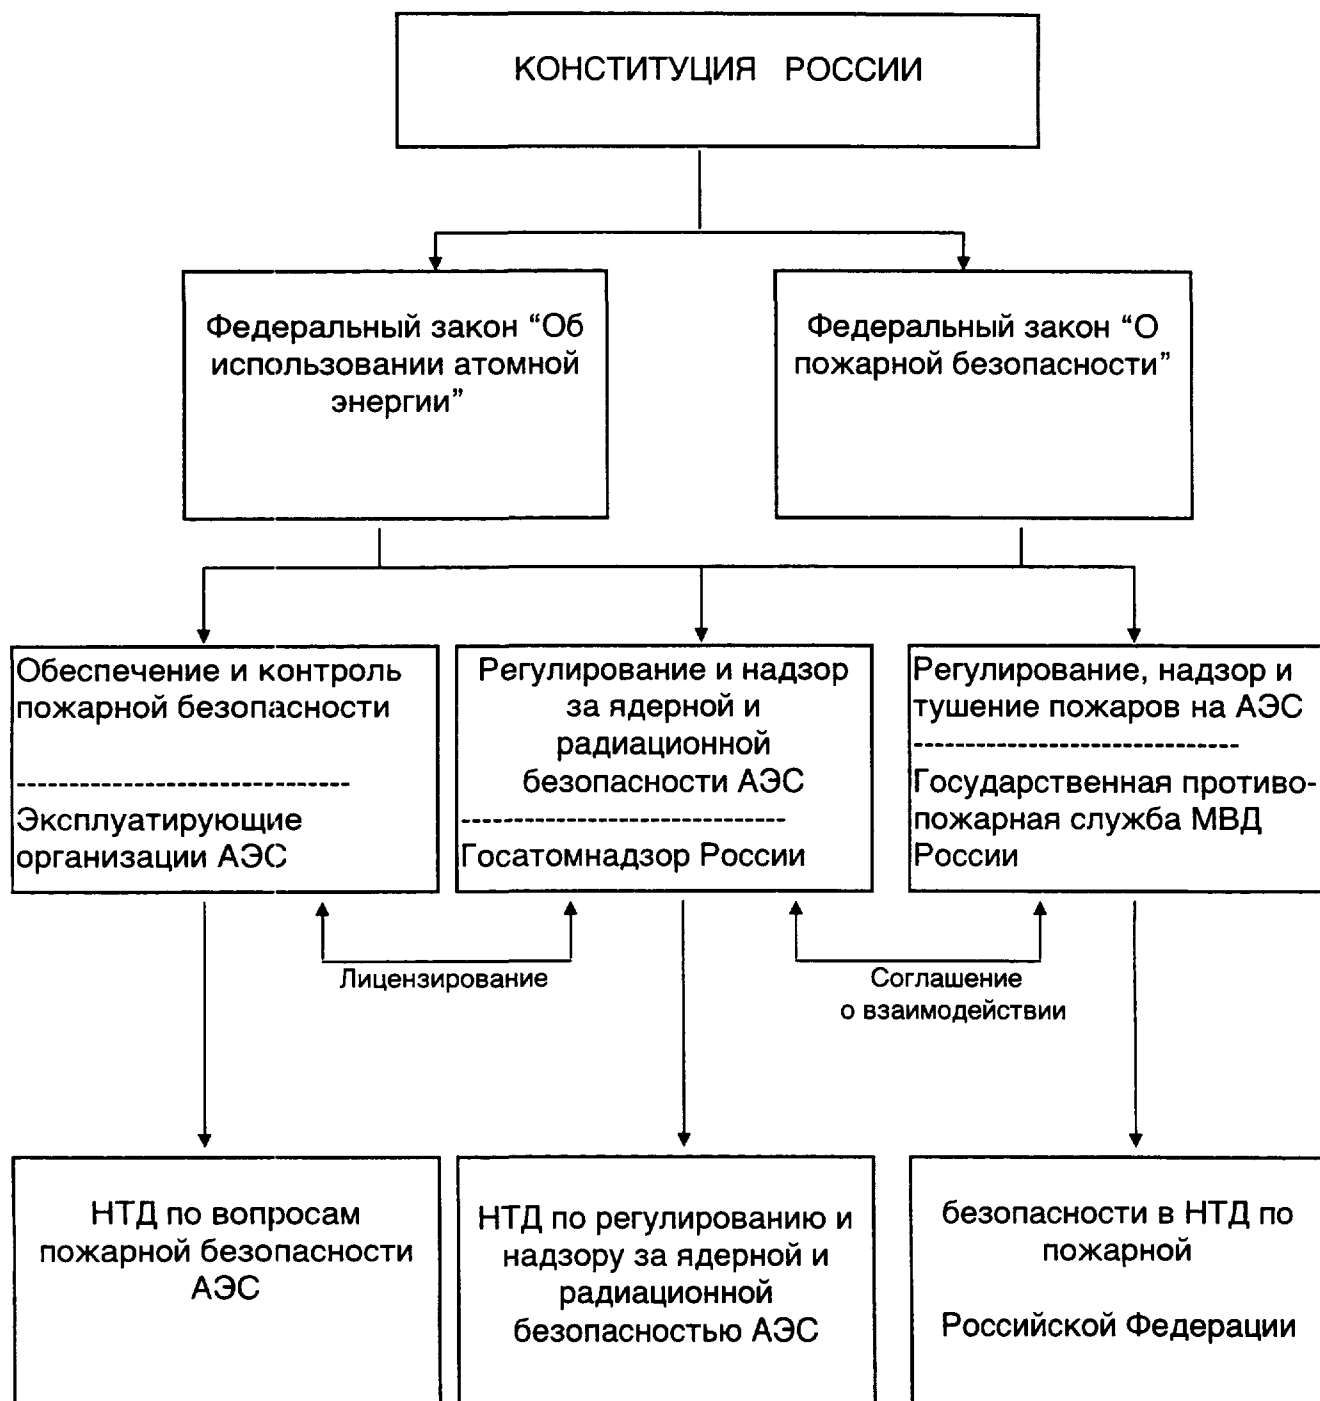 КОНСТИТУЦИЯ РОССИИ
Федеральный закон “Об
использовании атомной
энергии”
Федеральный закон “О
пожарной безопасности”
Обеспечение и контроль
пожарной безопасности
--------------------------------
Эксплуатирующие
организации АЭС
Регулирование и надзор
за ядерной и
радиационной
безопасности АЭС
-------------------------------
Госатомнадзор России
Регулирование, надзор и
тушение пожаров на АЭС
-------------------------------
Государственная противо-
пожарная служба МВД
России
Лицензирование
Соглашение
о взаимодействии
НТД по вопросам
пожарной безопасности
АЭС
НТД по регулированию и
надзору за ядерной и
радиационной
безопасностью АЭС
безопасности в НТД по
пожарной
Российской Федерации